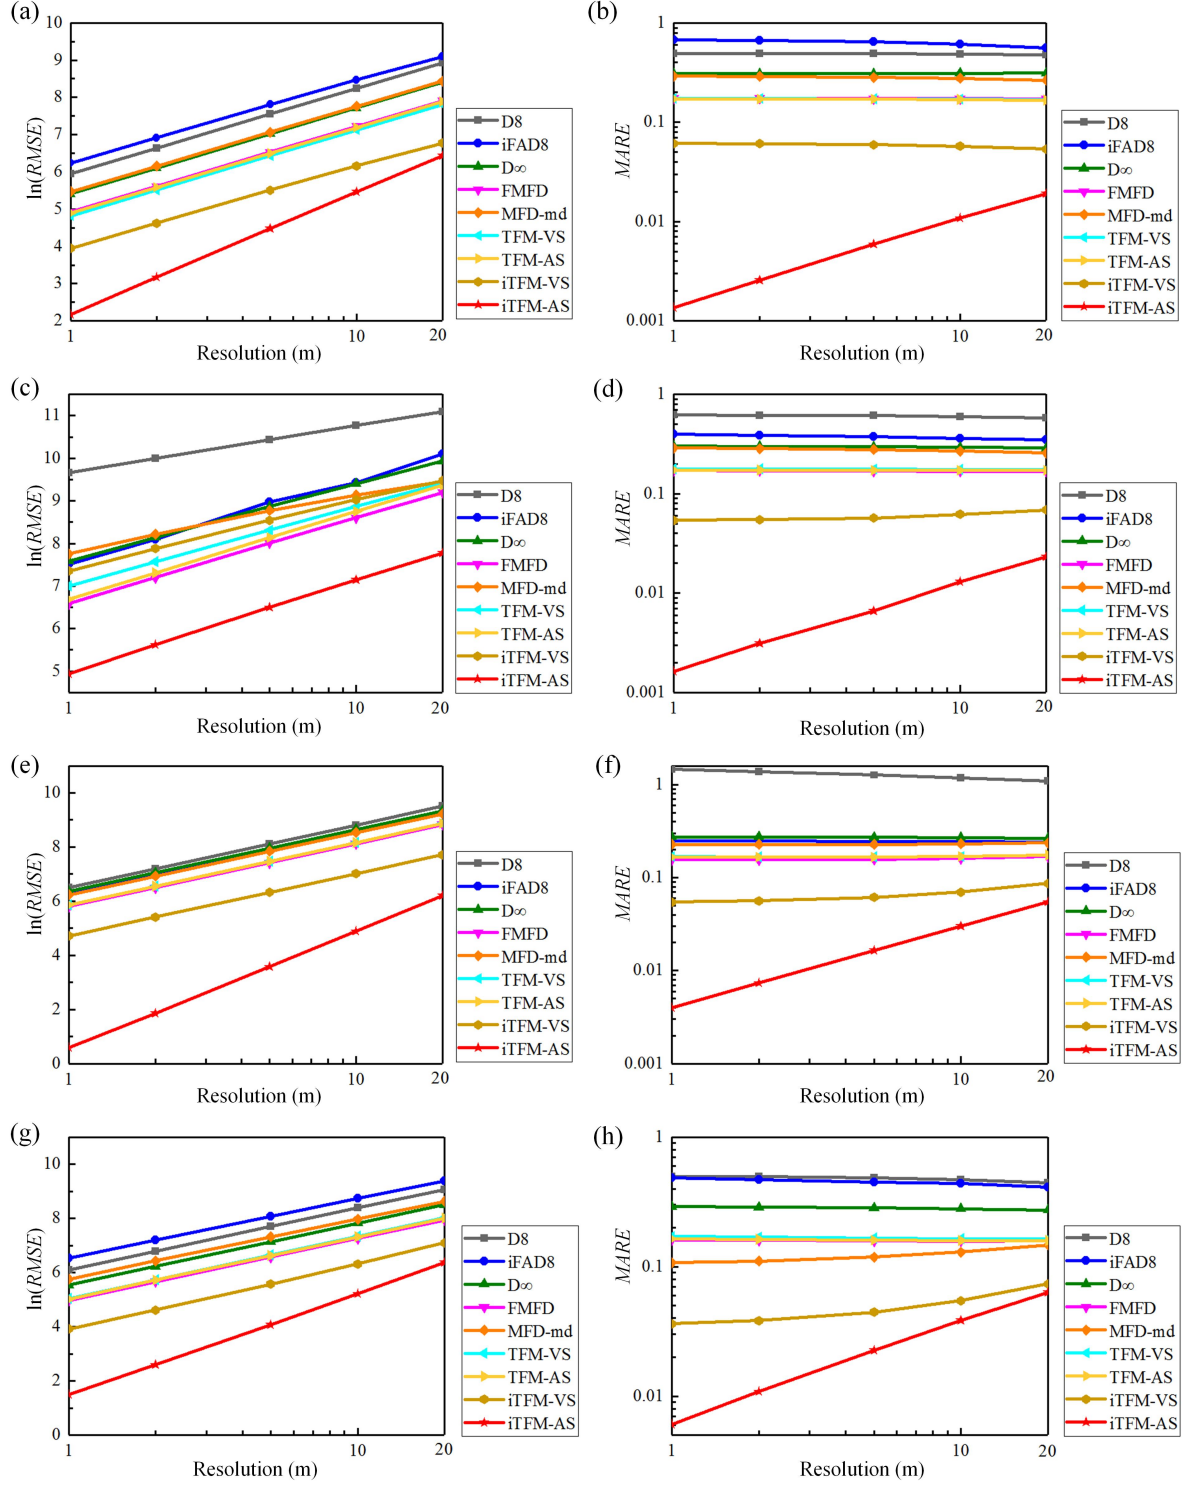 (a)
ln(RMSE)
10
9
8
7
6
5
4
3
2
1
10
20
Resolution (m)
D8
iFAD8
D∞
FMFD
MFD-md
TFM-VS
TFM-AS
iTFM-VS
iTFM-AS
(b)
MARE
1
0.1
0.01
0.001
1
10
20
Resolution (m)
D8
iFAD8
D∞
FMFD
MFD-md
TFM-VS
TFM-AS
iTFM-VS
iTFM-AS
(c)
ln(RMSE)
11
10
9
8
7
6
5
1
10
20
Resolution (m)
D8
iFAD8
D∞
FMFD
MFD-md
TFM-VS
TFM-AS
iTFM-VS
iTFM-AS
(d)
MARE
1
0.1
0.01
0.001
1
10
20
Resolution (m)
D8
iFAD8
D∞
FMFD
MFD-md
TFM-VS
TFM-AS
iTFM-VS
iTFM-AS
(e)
ln(RMSE)
10
8
6
4
2
0
1
10
20
Resolution (m)
D8
iFAD8
D∞
FMFD
MFD-md
TFM-VS
TFM-AS
iTFM-VS
iTFM-AS
(f)
MARE
1
0.1
0.01
0.001
1
10
20
Resolution (m)
D8
iFAD8
D∞
FMFD
MFD-md
TFM-VS
TFM-AS
iTFM-VS
iTFM-AS
(g)
ln(RMSE)
10
8
6
4
2
0
1
10
20
Resolution (m)
D8
iFAD8
D∞
FMFD
MFD-md
TFM-VS
TFM-AS
iTFM-VS
iTFM-AS
(h)
MARE
1
0.1
0.01
1
10
20
Resolution (m)
D8
iFAD8
D∞
FMFD
MFD-md
TFM-VS
TFM-AS
iTFM-VS
iTFM-AS